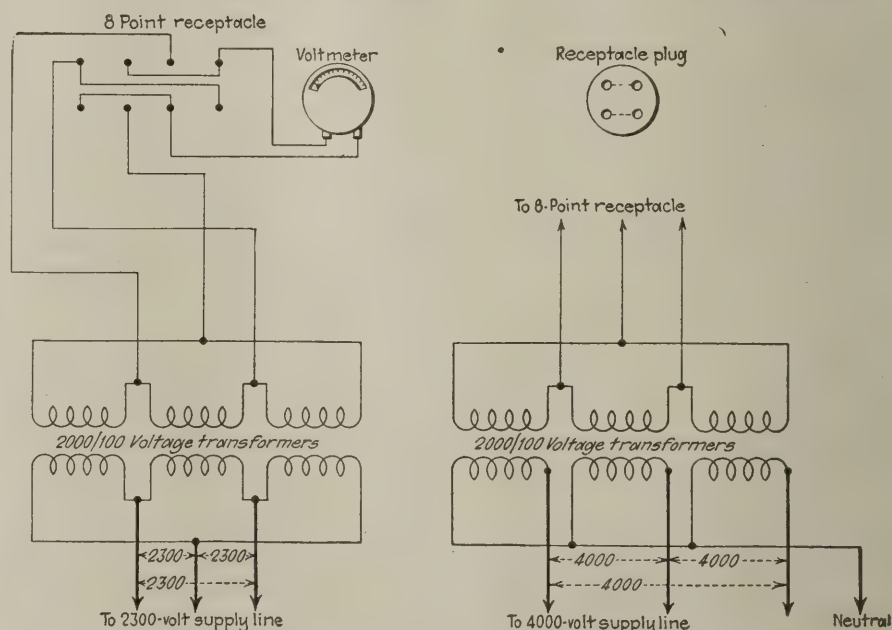 8 Point receptacle
Voltmeter
Receptacle plug
To 8-Point receptacle
2000/100 Voltage transformers
2000/100 Voltage transformers
2300
2300
2300
4000
4000
4000
To 2300-volt supply line
To 4000-volt supply line
Neutral